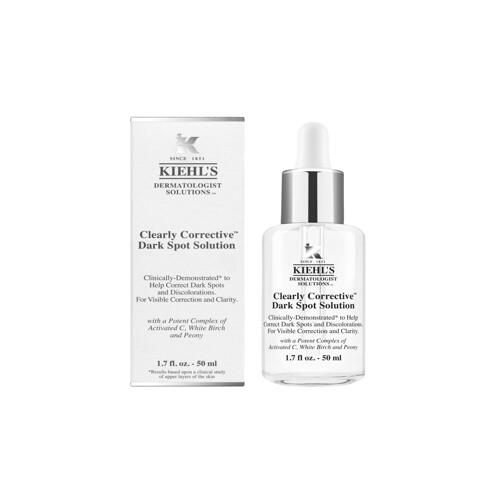 SINCE 1851
KIEHL'S
DERMATOLOGIST
SOLUTIONS
Clearly Corrective™
Dark Spot Solution
Clinically-Demonstrated* to
Help Correct Dark Spots
and Discolorations.
For Visible Correction and Clarity.
with a Potent Complex of
Activated C, White Birch
and Peony
1.7 fl. oz. - 50 ml
*Results based upon a clinical study
of upper layers of the skin
KIEHL'S
DERMATOLOGIST
SOLUTIONS
Clearly Corrective™
Dark Spot Solution
Clinically-Demonstrated* to Help
Correct Dark Spots and Discolorations.
For Visible Correction and Clarity.
with a Potent Complex of
Activated C, White Birch and Peony
1.7 fl. oz. - 50 ml